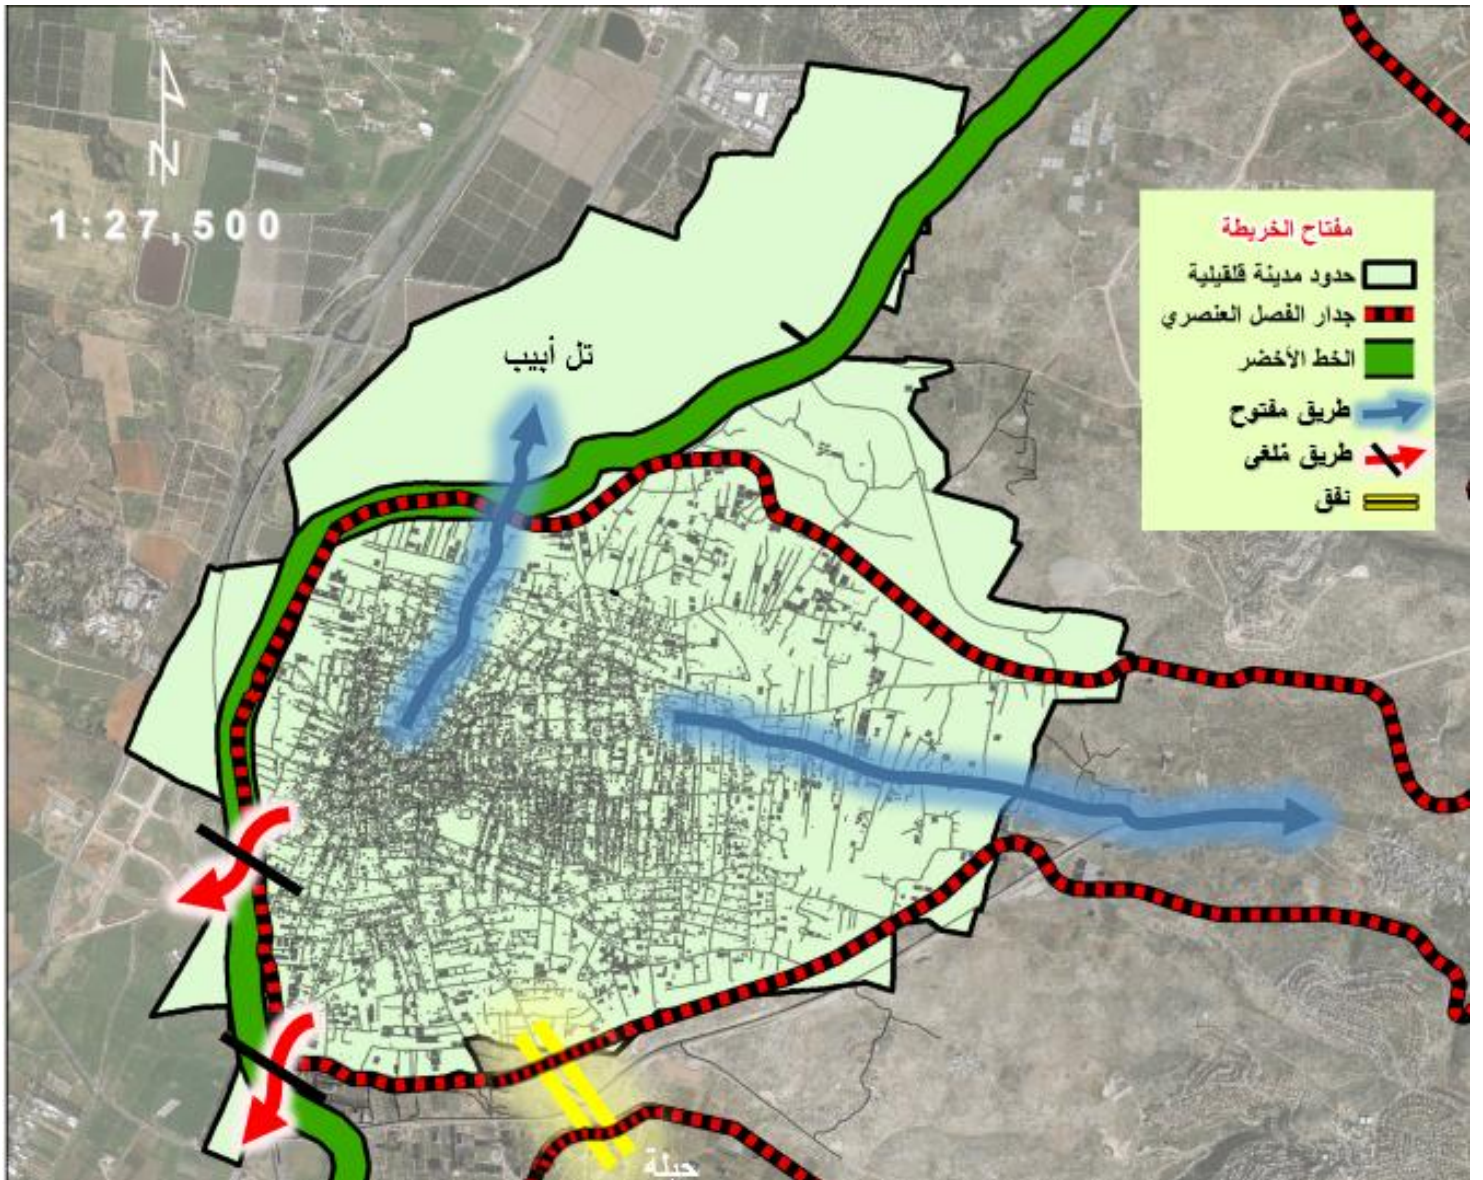 N
1:27,500
مفتاح الخريطة
حدود مدينة قلقيلية
جدار الفصل العنصري
الخط الأخضر
طريق مفتوح
طريق مُلغى
نفق
تل أبيب
حبلة